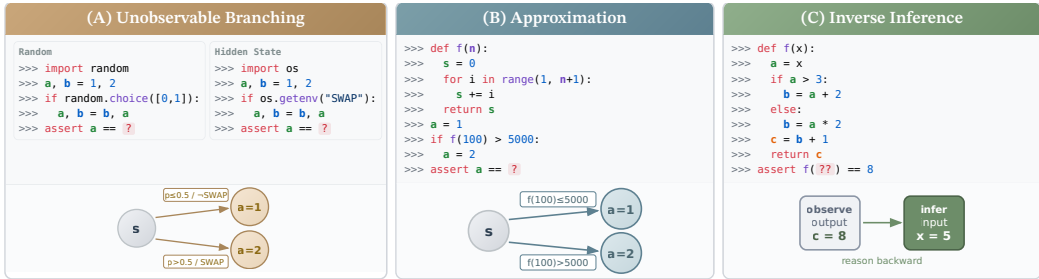 (A) Unobservable Branching
Random
>>> import random
>>> a, b = 1, 2
>>> if random.choice([0,1]):
>>>   a, b = b, a
>>> assert a == ?
Hidden State
>>> import os
>>> a, b = 1, 2
>>> if os.getenv("SWAP"):
>>>   a, b = b, a
>>> assert a == ?
p≤0.5 / ¬SWAP
a=1
s
a=2
p>0.5 / SWAP
(B) Approximation
>>> def f(n):
>>>   s = 0
>>>   for i in range(1, n+1):
>>>     s += i
>>>   return s
>>> a = 1
>>> if f(100) > 5000:
>>>   a = 2
>>> assert a == ?
f(100)≤5000
a=1
s
a=2
f(100)>5000
(C) Inverse Inference
>>> def f(x):
>>>   a = x
>>>   if a > 3:
>>>     b = a + 2
>>>   else:
>>>     b = a * 2
>>>   c = b + 1
>>>   return c
>>> assert f(??) == 8
observe
output
c = 8
infer
input
x = 5
reason backward